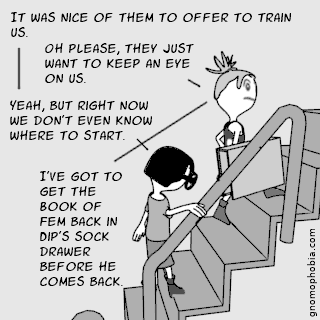 IT WAS NICE OF THEM TO OFFER TO TRAIN
US.
OH PLEASE, THEY JUST
WANT TO KEEP AN EYE
ON US.
YEAH, BUT RIGHT NOW
WE DON'T EVEN KNOW
WHERE TO START.
I'VE GOT TO
GET THE
BOOK OF
FEM BACK IN
DIP'S SOCK
DRAWER
BEFORE HE
COMES BACK.
gnomophobia.com